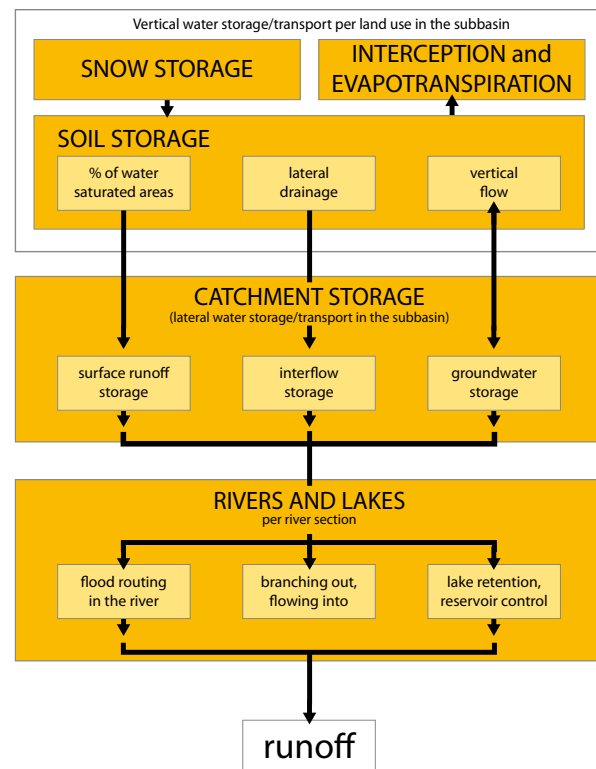 Vertical water storage/transport per land use in the subbasin
SNOW STORAGE
INTERCEPTION and
EVAPOTRANSPIRATION
SOIL STORAGE
% of water
saturated areas
lateral
drainage
vertical
flow
CATCHMENT STORAGE
(lateral water storage/transport in the subbasin)
surface runoff
storage
interflow
storage
groundwater
storage
RIVERS AND LAKES
per river section
flood routing
in the river
branching out,
flowing into
lake retention,
reservoir control
runoff